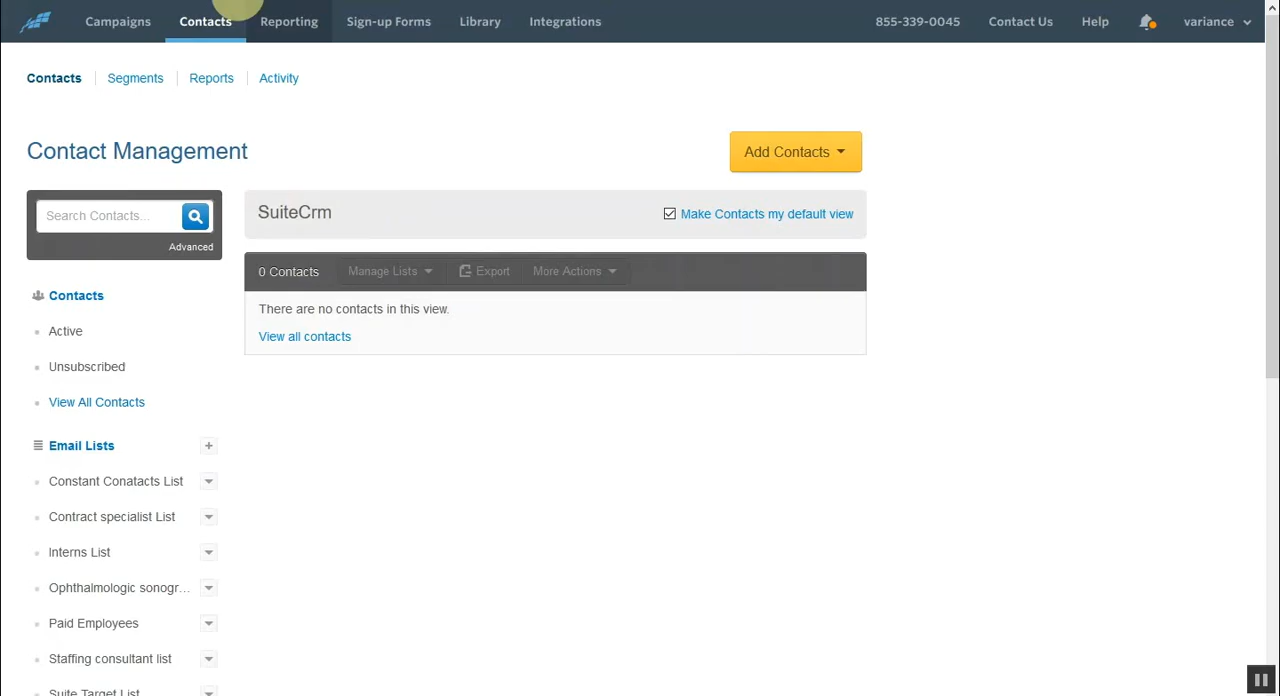 Campaigns Contacts Reporting Sign-up Forms Library Integrations 855-339-0045 Contact Us Help variance
Contacts Segments Reports Activity
Contact Management
Add Contacts
Search Contacts...
Advanced
SuiteCrm
Make Contacts my default view
0 Contacts Manage Lists Export More Actions
There are no contacts in this view.
View all contacts
Contacts
Active
Unsubscribed
View All Contacts
Email Lists
Constant Conatacts List
Contract specialist List
Interns List
Ophthalmologic sonogr...
Paid Employees
Staffing consultant list
Suite Target List